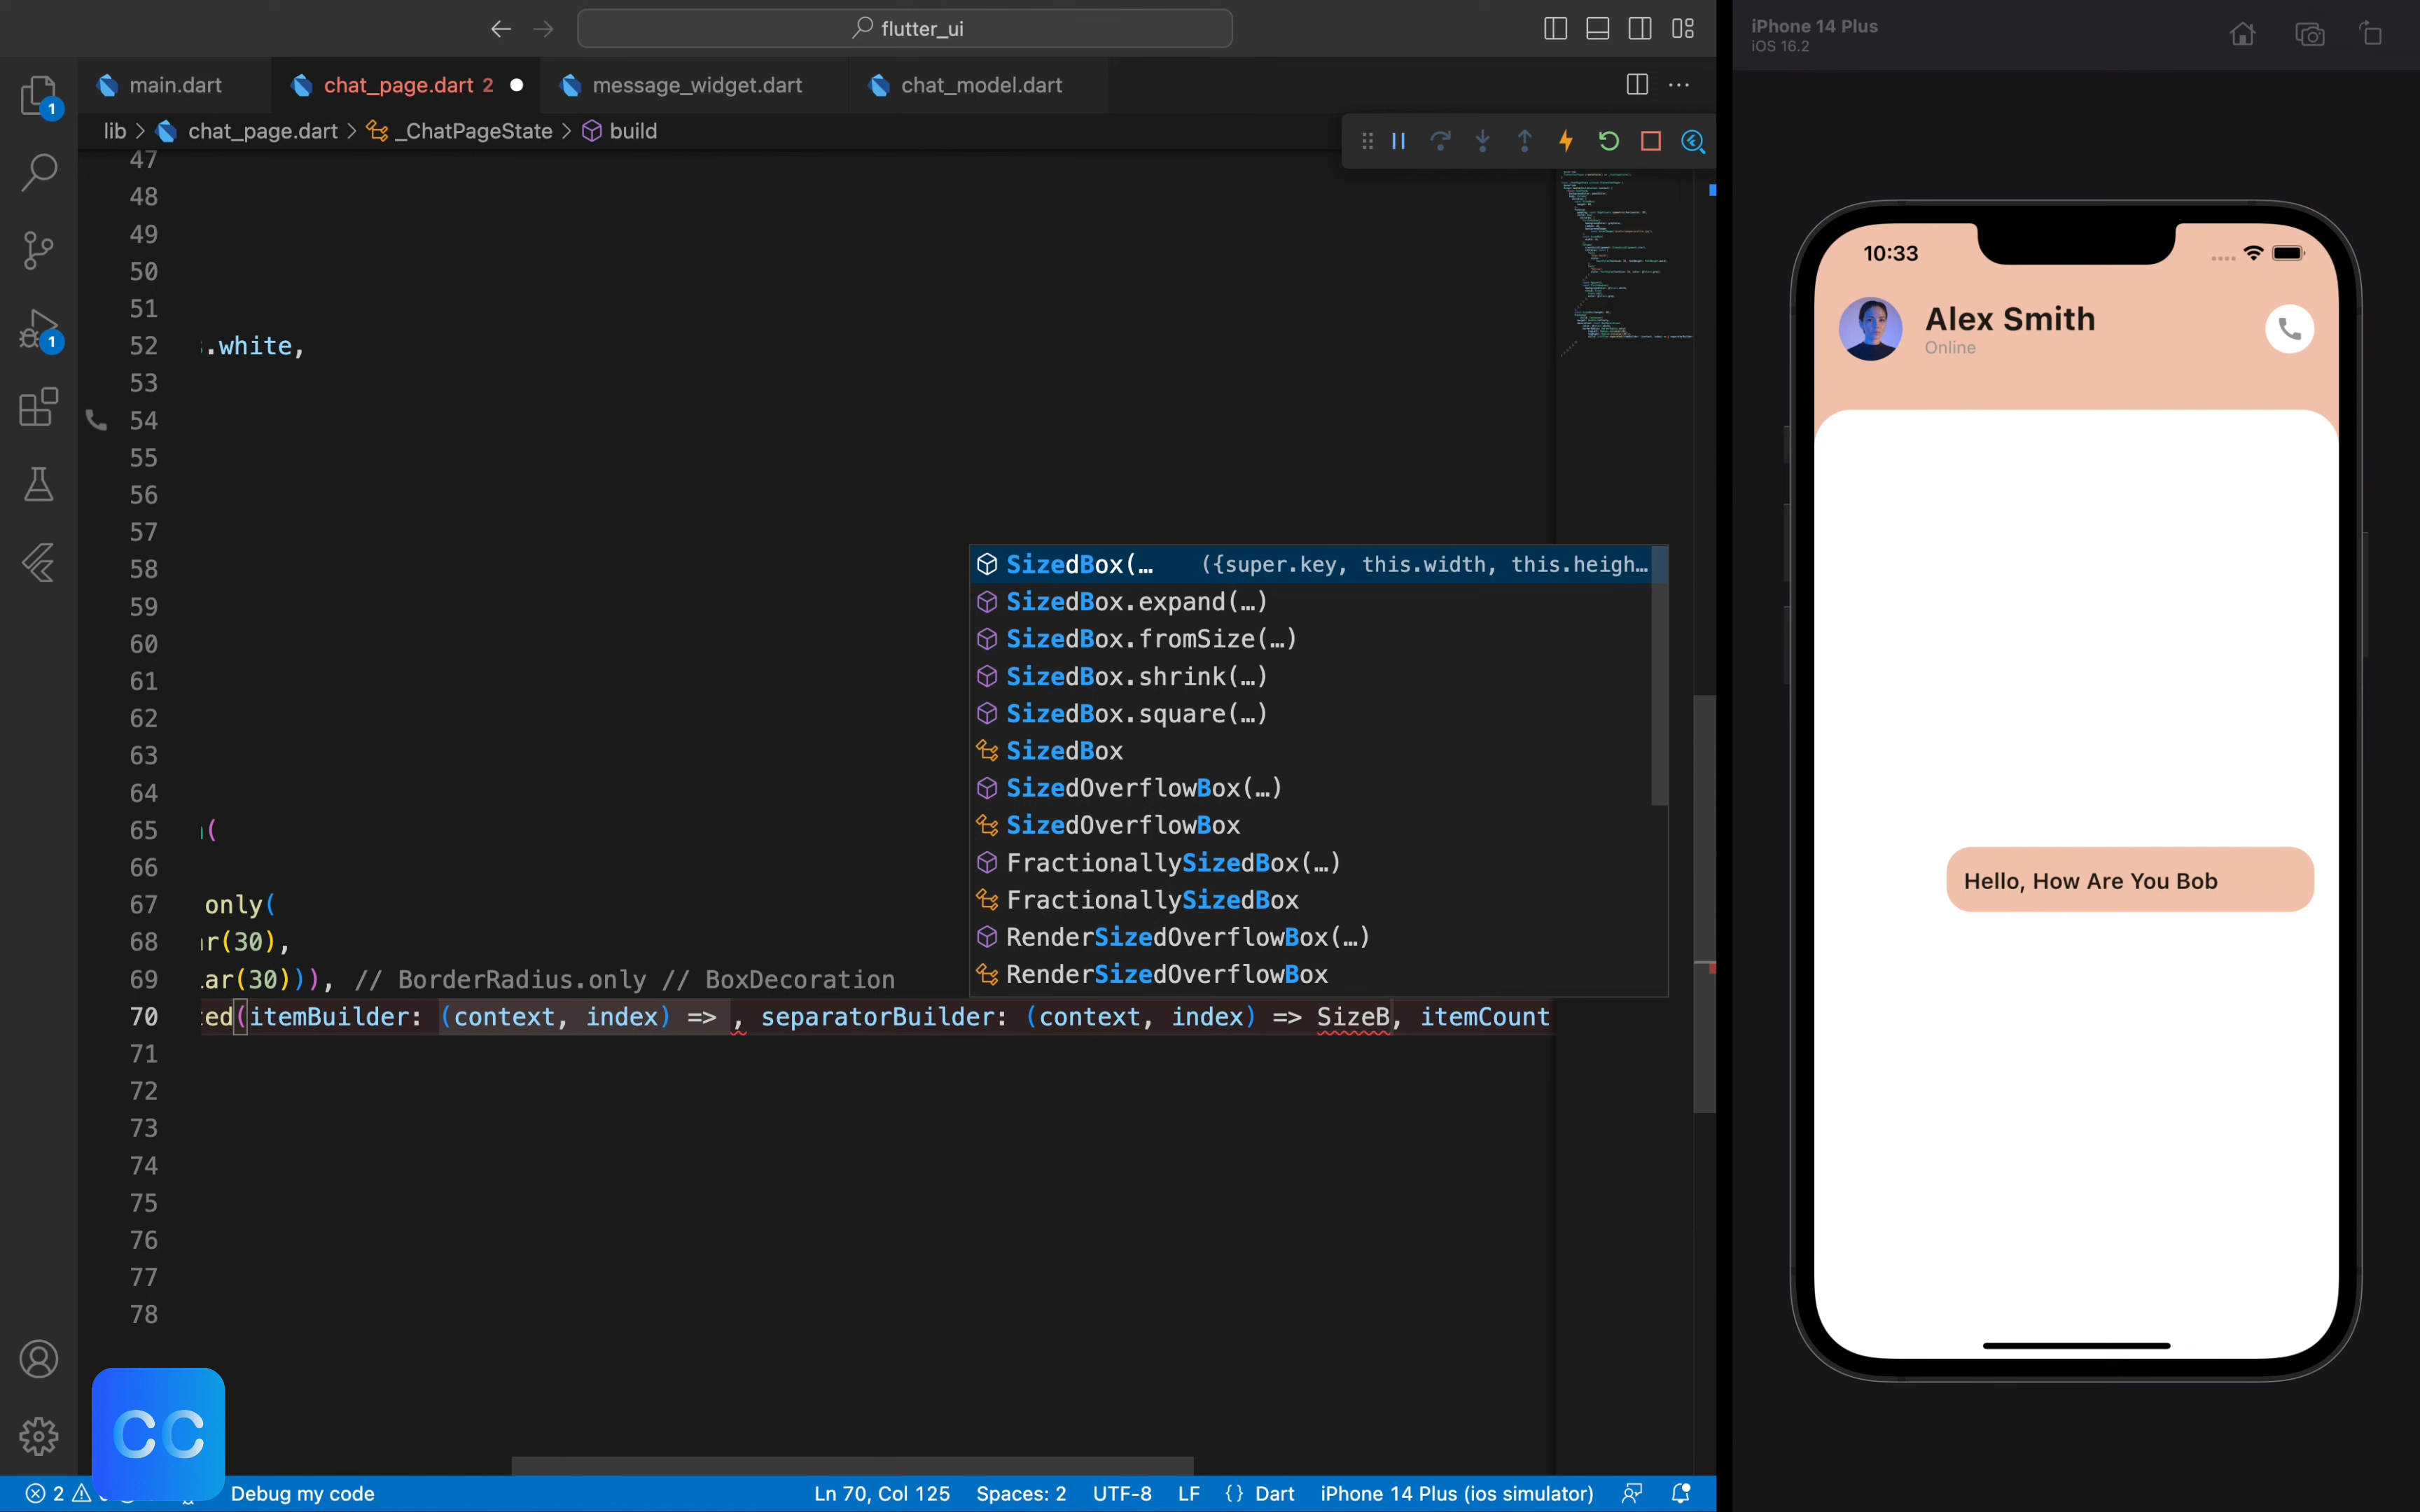 flutter_ui
main.dart
chat_page.dart 2
message_widget.dart
chat_model.dart
lib > chat_page.dart > _ChatPageState > build
1
1
47
48
49
50
51
52 .white,
53
54
55
56
57
58
59
60
61
62
63
64
65 (
66
67 only(
68 r(30),
69 ar(30))), // BorderRadius.only // BoxDecoration
70 ed(itemBuilder: (context, index) => , separatorBuilder: (context, index) => SizeB, itemCount
71
72
73
74
75
76
77
78
SizedBox(… ({super.key, this.width, this.heigh…
SizedBox.expand(…)
SizedBox.fromSize(…)
SizedBox.shrink(…)
SizedBox.square(…)
SizedBox
SizedOverflowBox(…)
SizedOverflowBox
FractionallySizedBox(…)
FractionallySizedBox
RenderSizedOverflowBox(…)
RenderSizedOverflowBox
CC
2
Debug my code
Ln 70, Col 125
Spaces: 2
UTF-8
LF
{} Dart
iPhone 14 Plus (ios simulator)
iPhone 14 Plus
iOS 16.2
10:33
Alex Smith
Online
Hello, How Are You Bob